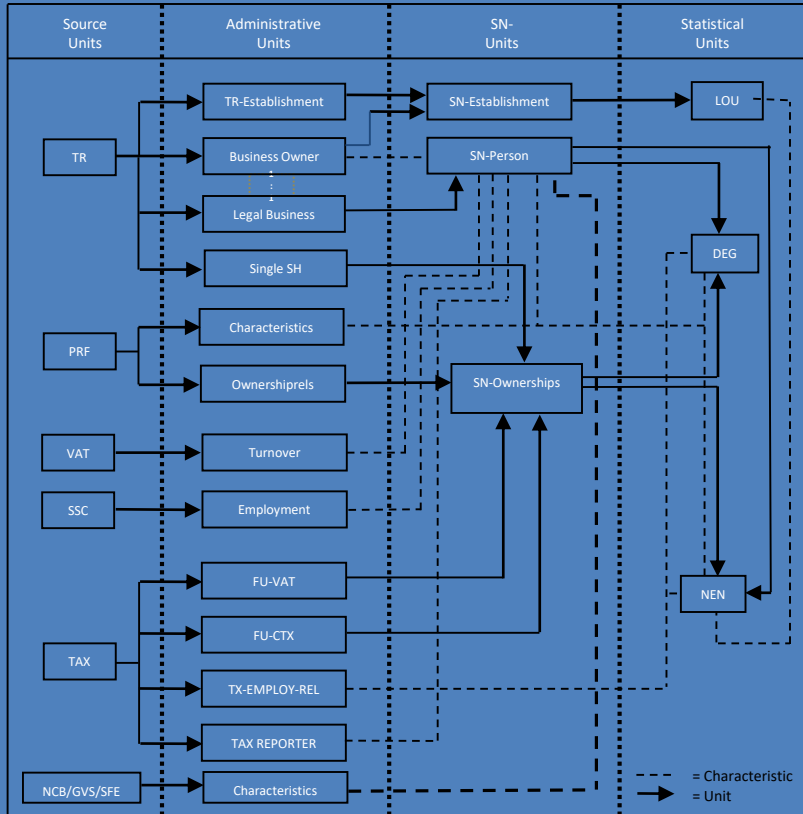 Source
Units
Administrative
Units
SN-
Units
Statistical
Units
TR-Establishment
SN-Establishment
LOU
TR
Business Owner
SN-Person
Legal Business
DEG
Single SH
Characteristics
PRF
SN-Ownerships
Ownershiprels
VAT
Turnover
SSC
Employment
FU-VAT
NEN
FU-CTX
TAX
TX-EMPLOY-REL
TAX REPORTER
= Characteristic
NCB/GVS/SFE
Characteristics
= Unit